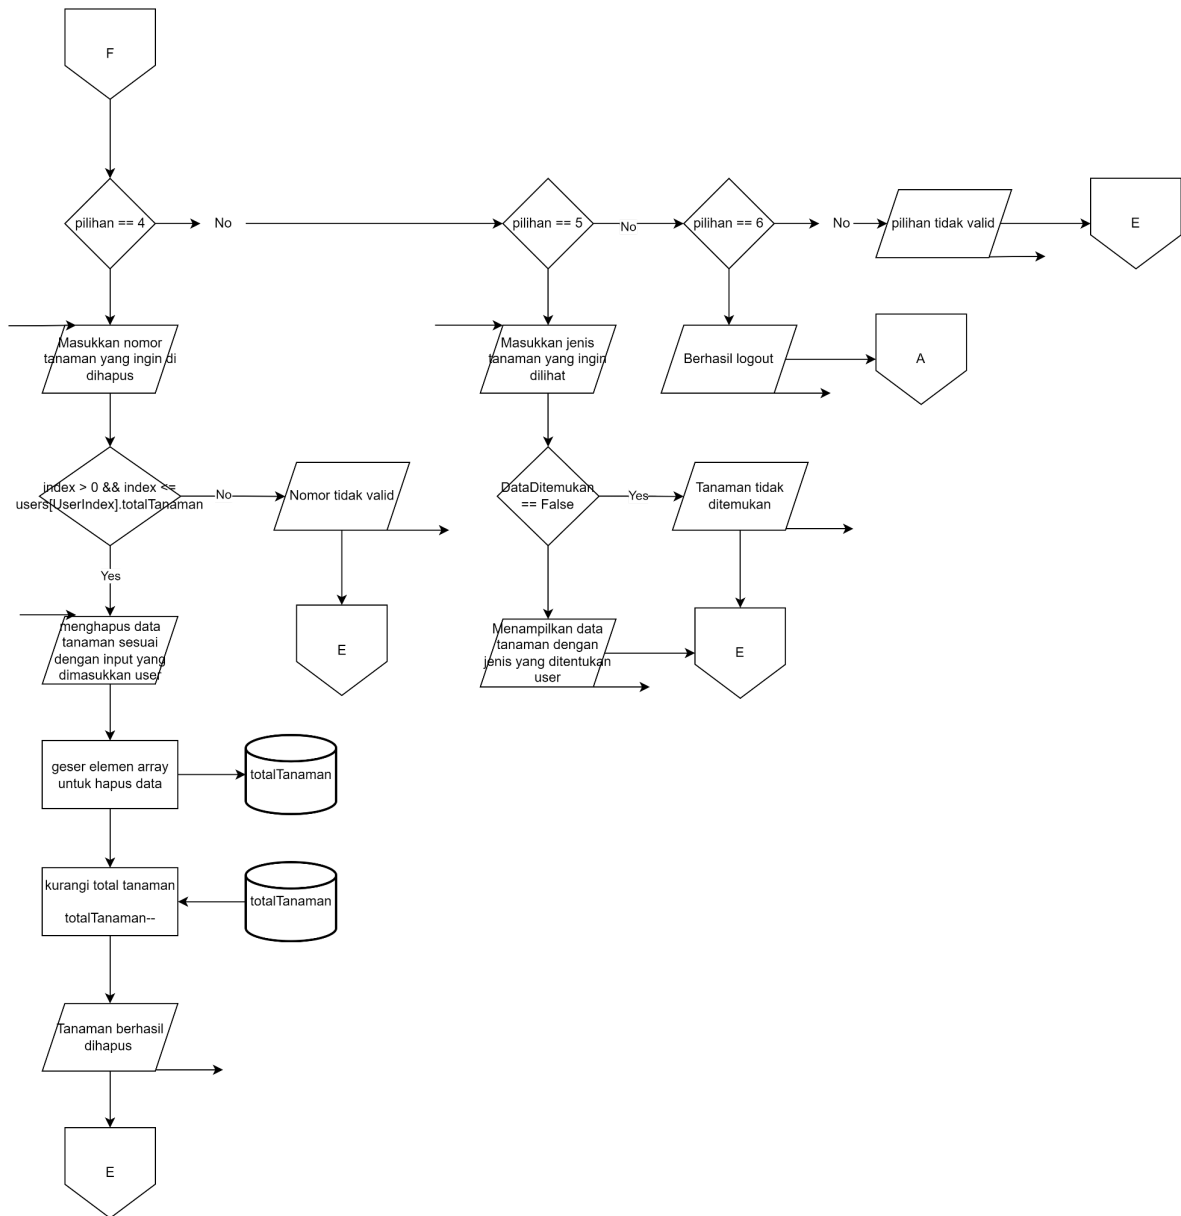 F
pilihan == 4
No
pilihan == 5
No
pilihan == 6
No
pilihan tidak valid
E
Masukkan nomor
tanaman yang ingin di
dihapus
Masukkan jenis
tanaman yang ingin
dilihat
Berhasil logout
A
index > 0 && index <=
users[UserIndex].totalTanaman
No
Nomor tidak valid
DataDitemukan
== False
Yes
Tanaman tidak
ditemukan
Yes
menghapus data
tanaman sesuai
dengan input yang
dimasukkan user
E
Menampilkan data
tanaman dengan
jenis yang ditentukan
user
E
geser elemen array
untuk hapus data
totalTanaman
kurangi total tanaman
totalTanaman--
totalTanaman
Tanaman berhasil
dihapus
E